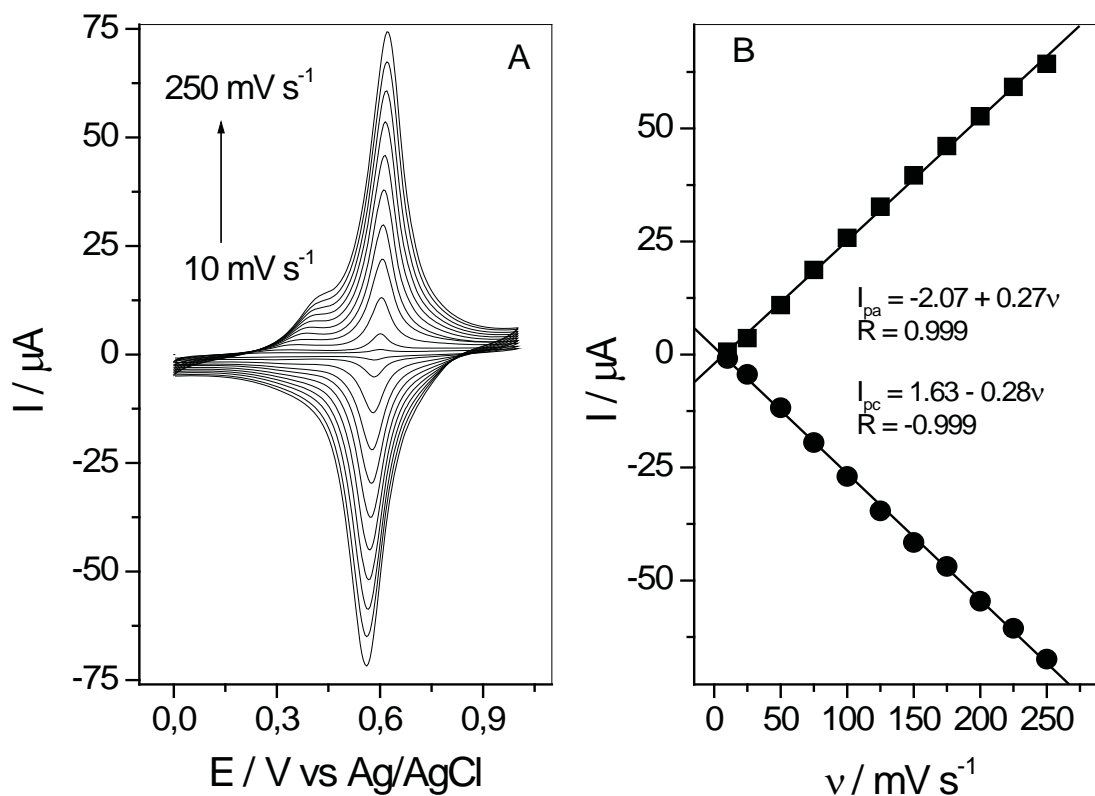 75
50
25
0
-25
-50
-75
I / μA
0,0 0,3 0,6 0,9
E / V vs Ag/AgCl
A
250 mV s⁻¹
10 mV s⁻¹
B
50
25
0
-25
-50
I / μA
0 50 100 150 200 250
ν / mV s⁻¹
I_pa = -2.07 + 0.27ν
R = 0.999
I_pc = 1.63 - 0.28ν
R = -0.999